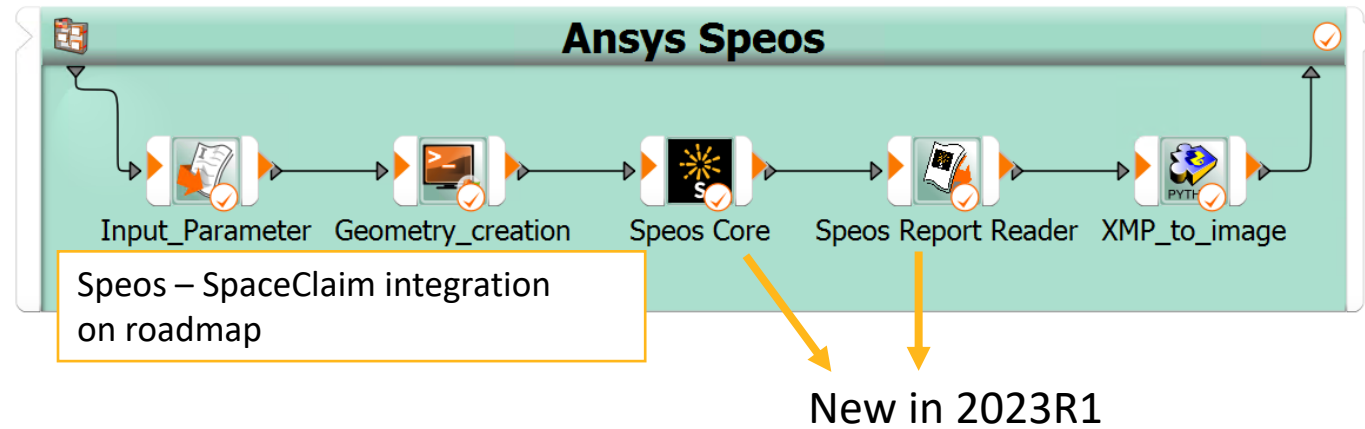 Ansys Speos
Input_Parameter
Geometry_creation
Speos Core
Speos Report Reader
XMP_to_image
Speos – SpaceClaim integration
on roadmap
New in 2023R1